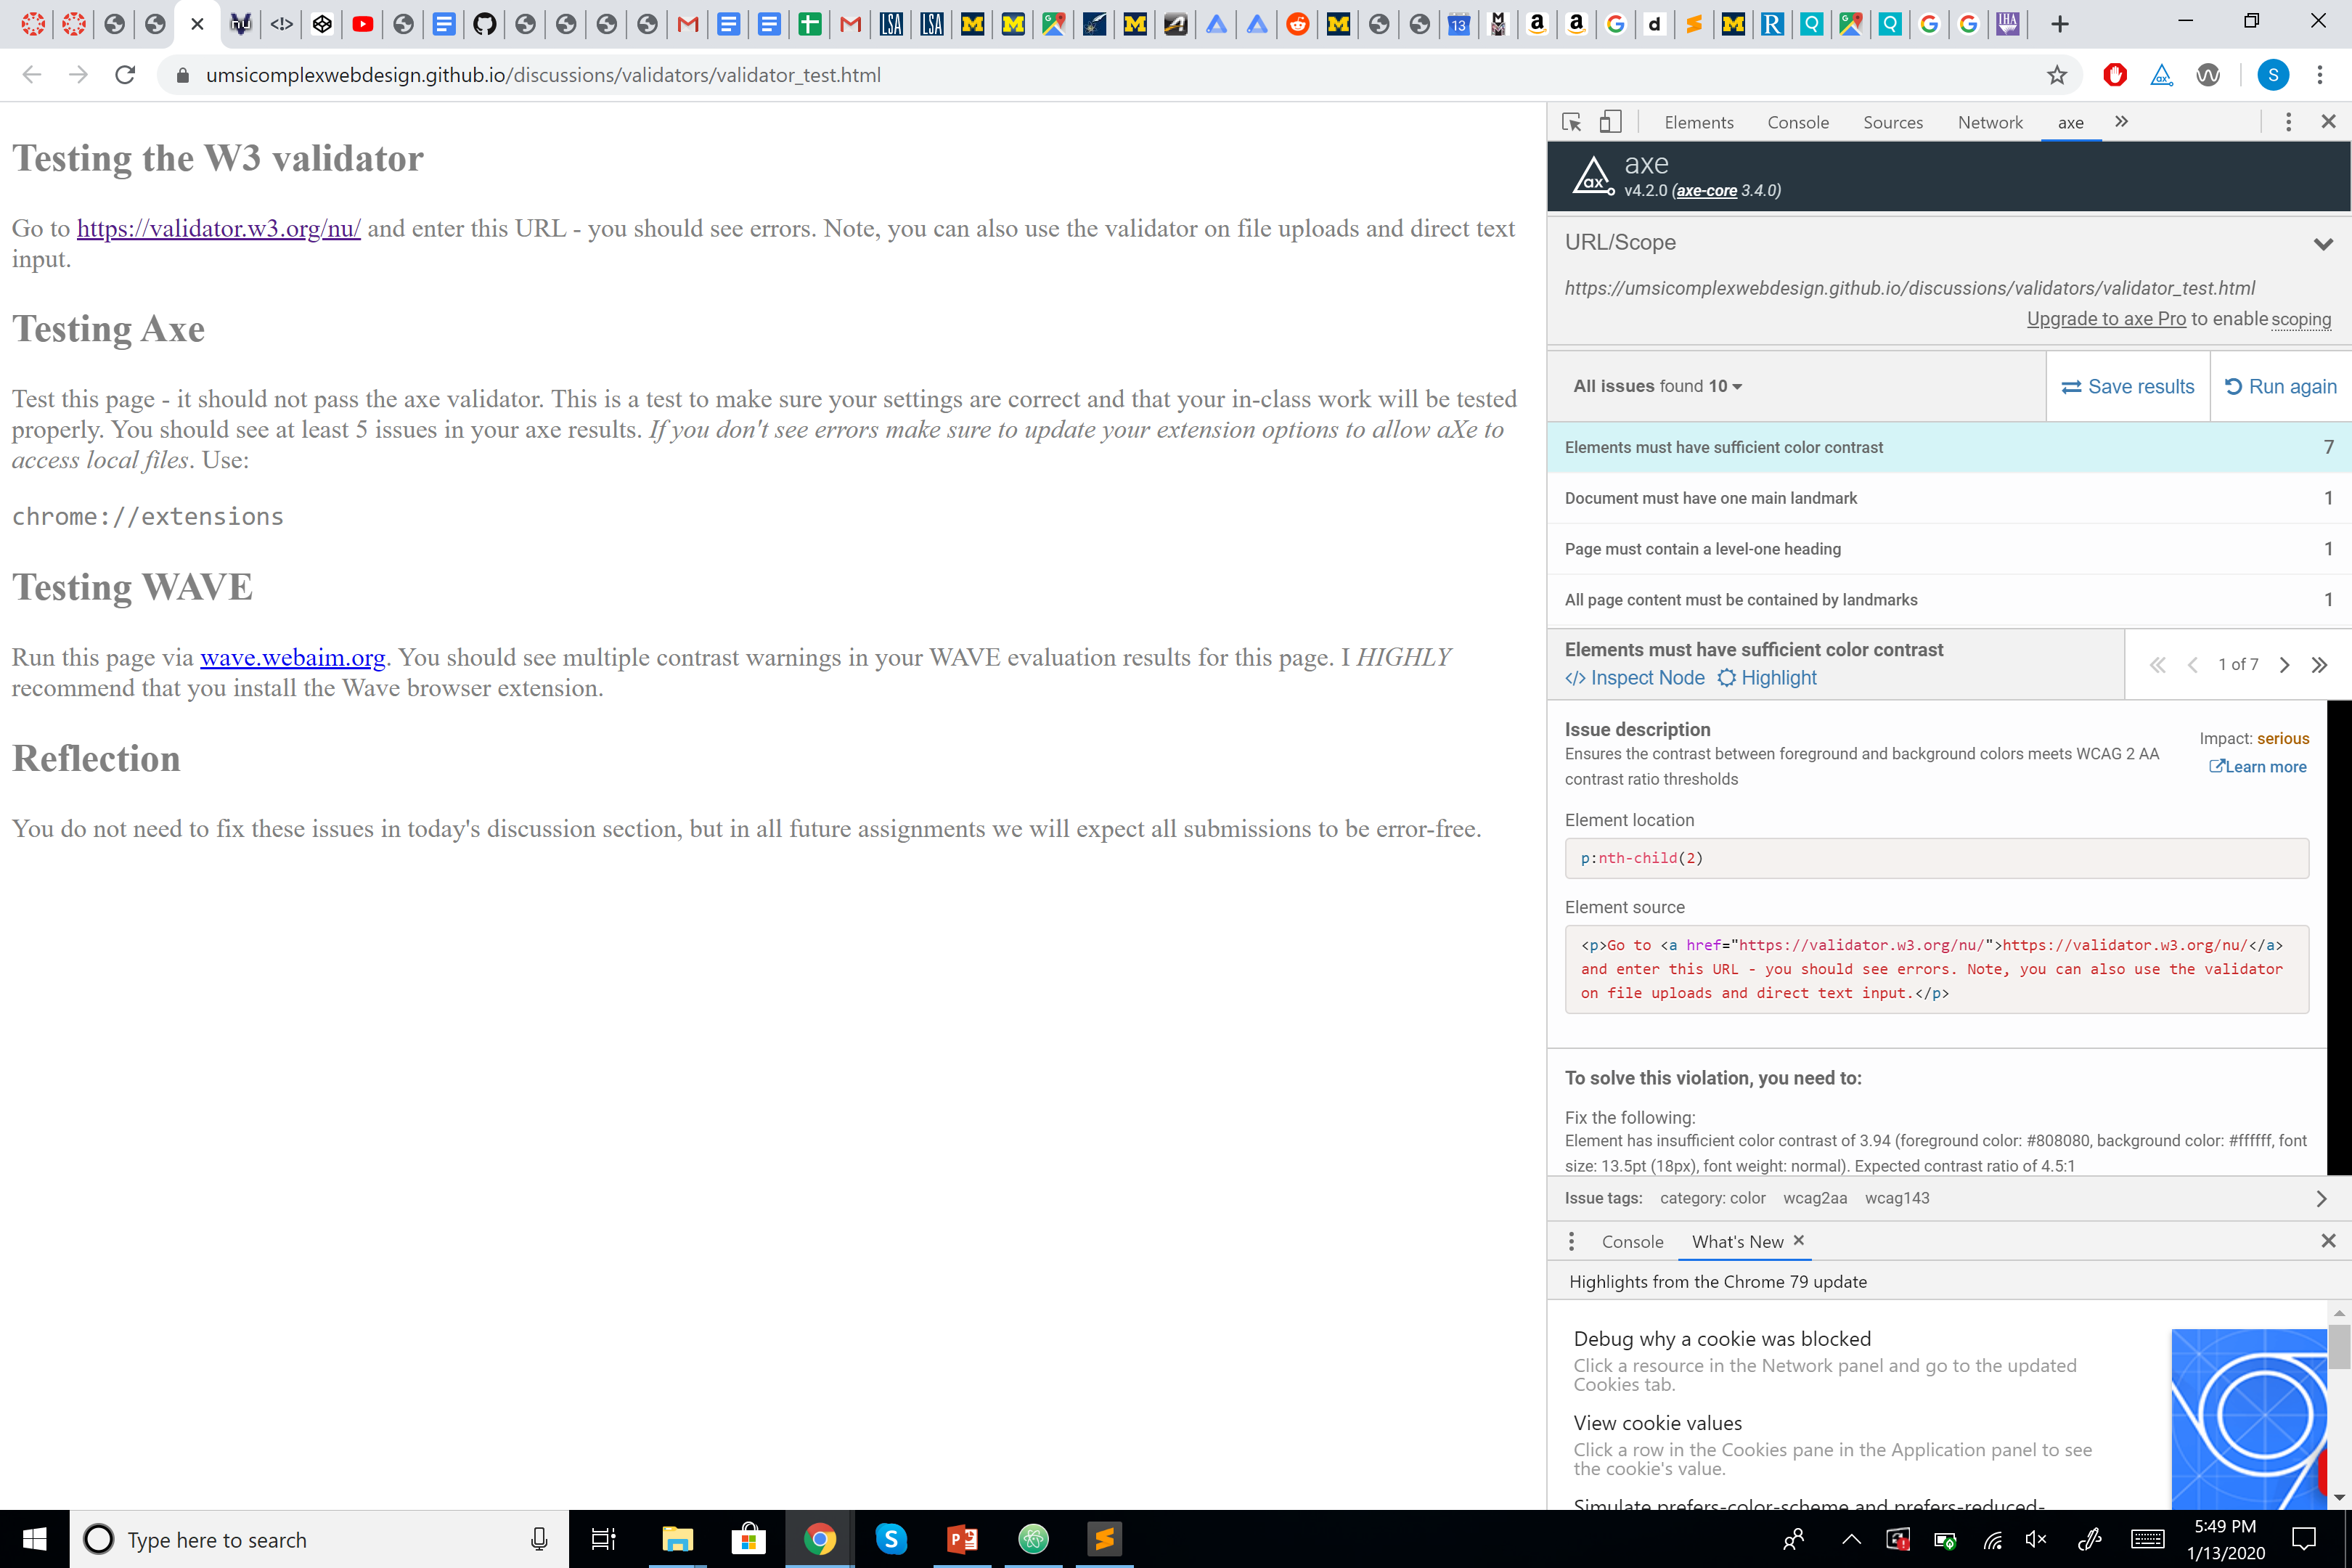 umsicomplexwebdesign.github.io/discussions/validators/validator_test.html
S
Testing the W3 validator
Go to https://validator.w3.org/nu/ and enter this URL - you should see errors. Note, you can also use the validator on file uploads and direct text
input.
Testing Axe
Test this page - it should not pass the axe validator. This is a test to make sure your settings are correct and that your in-class work will be tested
properly. You should see at least 5 issues in your axe results. If you don't see errors make sure to update your extension options to allow aXe to
access local files. Use:
chrome://extensions
Testing WAVE
Run this page via wave.webaim.org. You should see multiple contrast warnings in your WAVE evaluation results for this page. I HIGHLY
recommend that you install the Wave browser extension.
Reflection
You do not need to fix these issues in today's discussion section, but in all future assignments we will expect all submissions to be error-free.
Elements Console Sources Network axe
axe
v4.2.0 (axe-core 3.4.0)
URL/Scope
https://umsicomplexwebdesign.github.io/discussions/validators/validator_test.html
Upgrade to axe Pro to enable scoping
All issues found 10 Save results Run again
Elements must have sufficient color contrast 7
Document must have one main landmark 1
Page must contain a level-one heading 1
All page content must be contained by landmarks 1
Elements must have sufficient color contrast
</> Inspect Node Highlight 1 of 7
Issue description
Impact: serious
Ensures the contrast between foreground and background colors meets WCAG 2 AA
contrast ratio thresholds
Learn more
Element location
p:nth-child(2)
Element source
<p>Go to <a href="https://validator.w3.org/nu/">https://validator.w3.org/nu/</a>
and enter this URL - you should see errors. Note, you can also use the validator
on file uploads and direct text input.</p>
To solve this violation, you need to:
Fix the following:
Element has insufficient color contrast of 3.94 (foreground color: #808080, background color: #ffffff, font
size: 13.5pt (18px), font weight: normal). Expected contrast ratio of 4.5:1
Issue tags: category: color wcag2aa wcag143
Console What's New
Highlights from the Chrome 79 update
Debug why a cookie was blocked
Click a resource in the Network panel and go to the updated
Cookies tab.
View cookie values
Click a row in the Cookies pane in the Application panel to see
the cookie's value.
Simulate prefers-color-scheme and prefers-reduced-
Type here to search
5:49 PM
1/13/2020